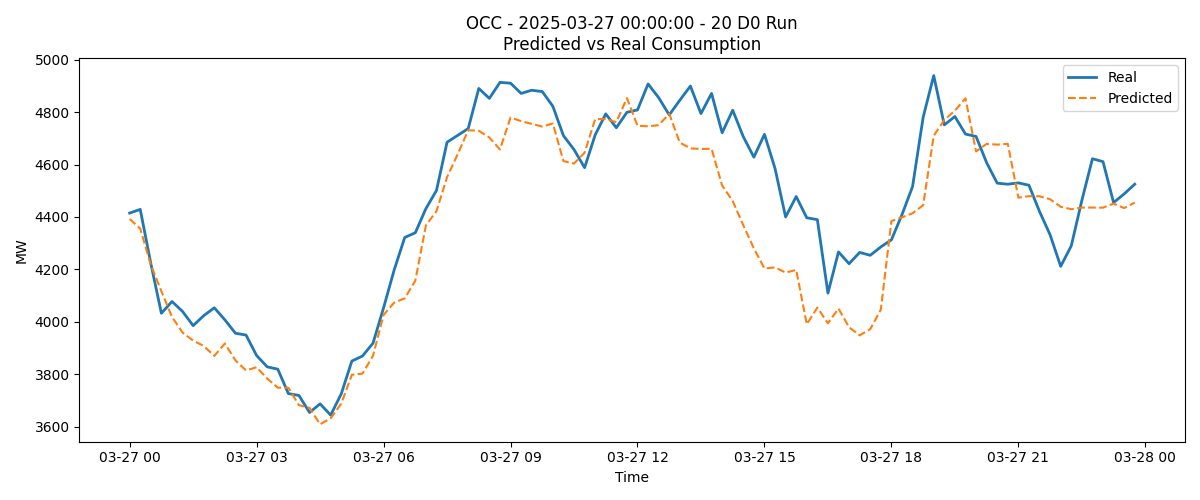 OCC - 2025-03-27 00:00:00 - 20 D0 Run
Predicted vs Real Consumption
Real
Predicted
MW
5000
4800
4600
4400
4200
4000
3800
3600
03-27 00
03-27 03
03-27 06
03-27 09
03-27 12
03-27 15
03-27 18
03-27 21
03-28 00
Time